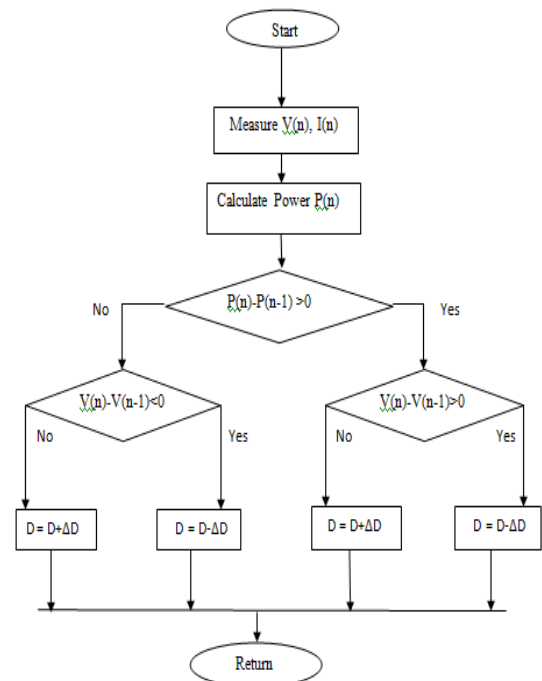 Start
Measure V(n), I(n)
Calculate Power P(n)
P(n)-P(n-1) >0
No
Yes
V(n)-V(n-1)<0
V(n)-V(n-1)>0
No
Yes
No
Yes
D = D+ΔD
D = D-ΔD
D = D+ΔD
D = D-ΔD
Return